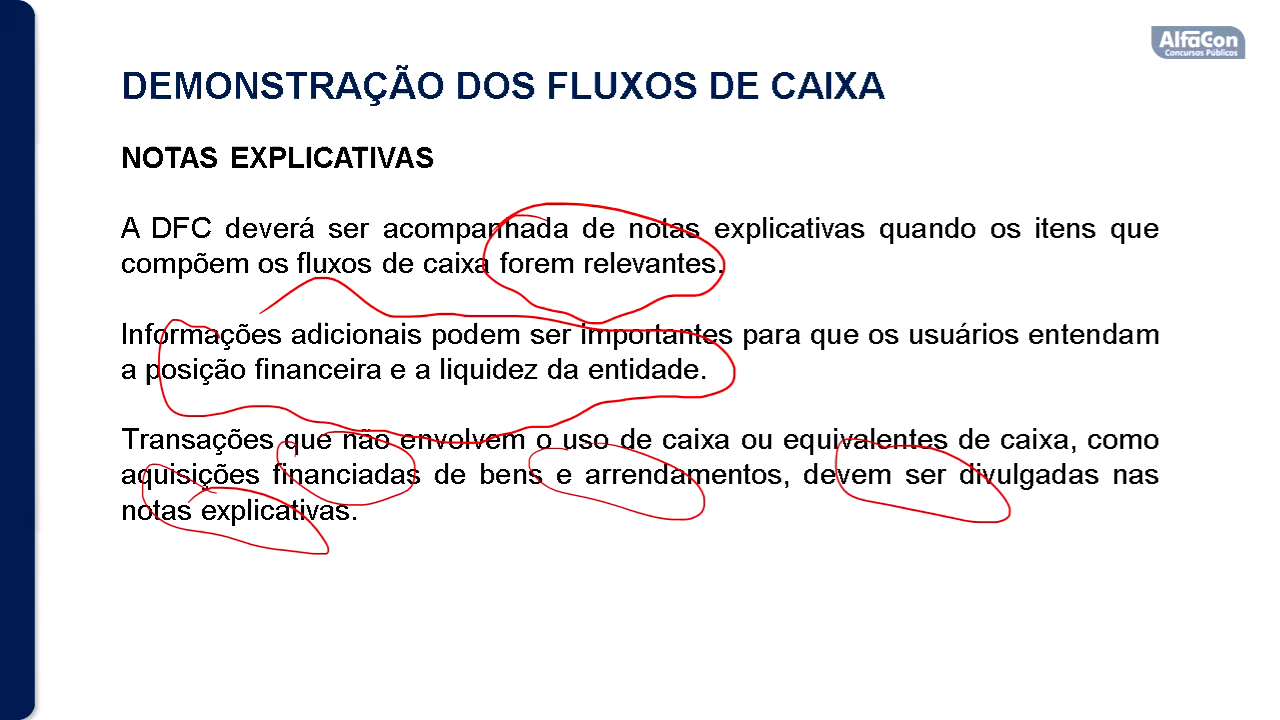 AlfaCon
Concursos Públicos
DEMONSTRAÇÃO DOS FLUXOS DE CAIXA
NOTAS EXPLICATIVAS
A DFC deverá ser acompanhada de notas explicativas quando os itens que
compõem os fluxos de caixa forem relevantes.
Informações adicionais podem ser importantes para que os usuários entendam
a posição financeira e a liquidez da entidade.
Transações que não envolvem o uso de caixa ou equivalentes de caixa, como
aquisições financiadas de bens e arrendamentos, devem ser divulgadas nas
notas explicativas.